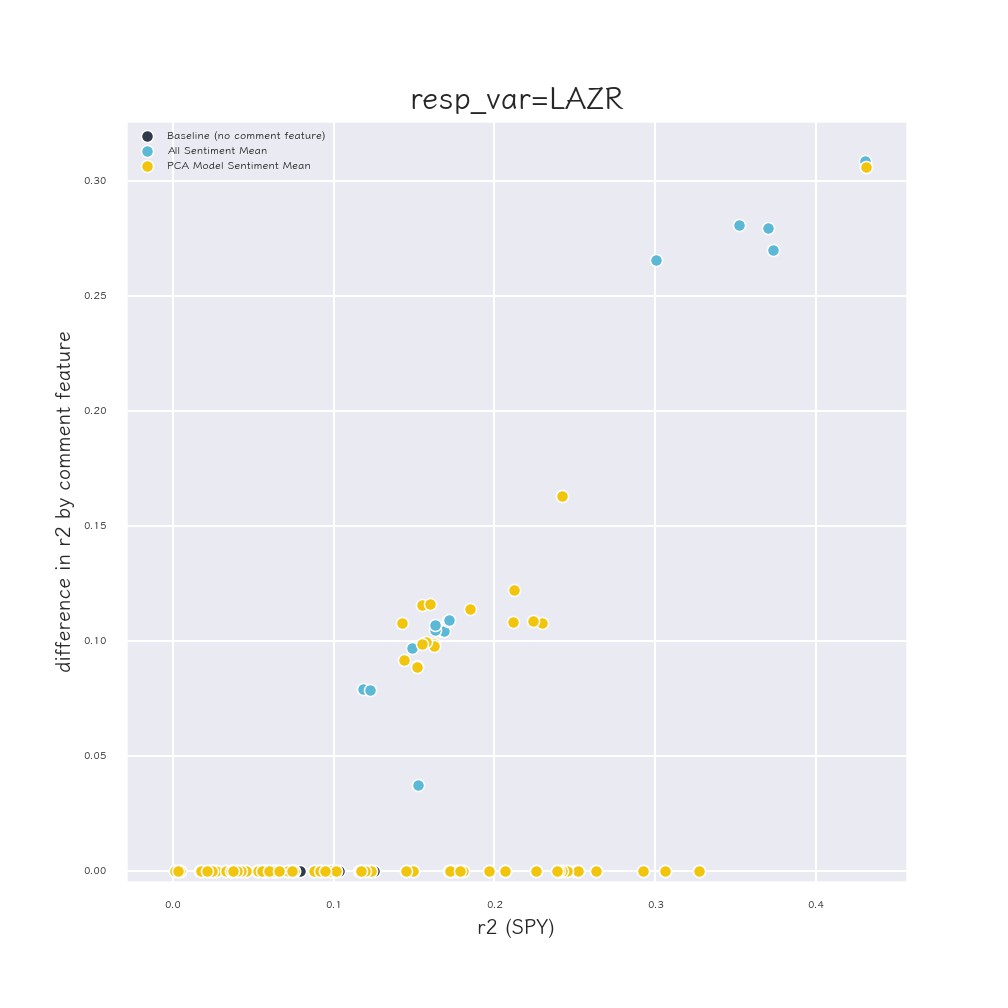 resp_var=LAZR
Baseline (no comment feature)
All Sentiment Mean
PCA Model Sentiment Mean
difference in r2 by comment feature
0.30
0.25
0.20
0.15
0.10
0.05
0.00
0.0 0.1 0.2 0.3 0.4
r2 (SPY)